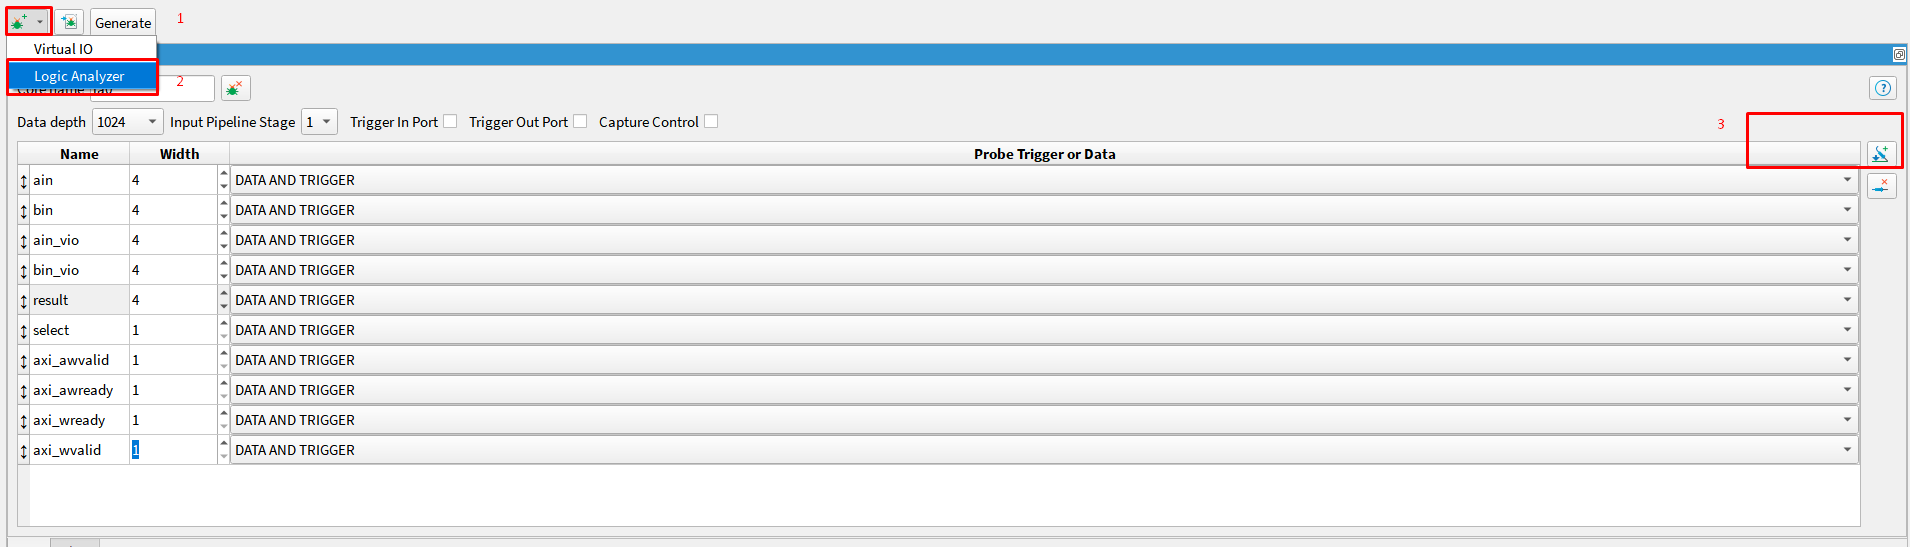 Generate 1
Virtual IO
Logic Analyzer 2
Core name la0
Data depth 1024 Input Pipeline Stage 1 Trigger In Port Trigger Out Port Capture Control
3
Name Width Probe Trigger or Data
ain 4 DATA AND TRIGGER
bin 4 DATA AND TRIGGER
ain_vio 4 DATA AND TRIGGER
bin_vio 4 DATA AND TRIGGER
result 4 DATA AND TRIGGER
select 1 DATA AND TRIGGER
axi_awvalid 1 DATA AND TRIGGER
axi_awready 1 DATA AND TRIGGER
axi_wready 1 DATA AND TRIGGER
axi_wvalid 1 DATA AND TRIGGER